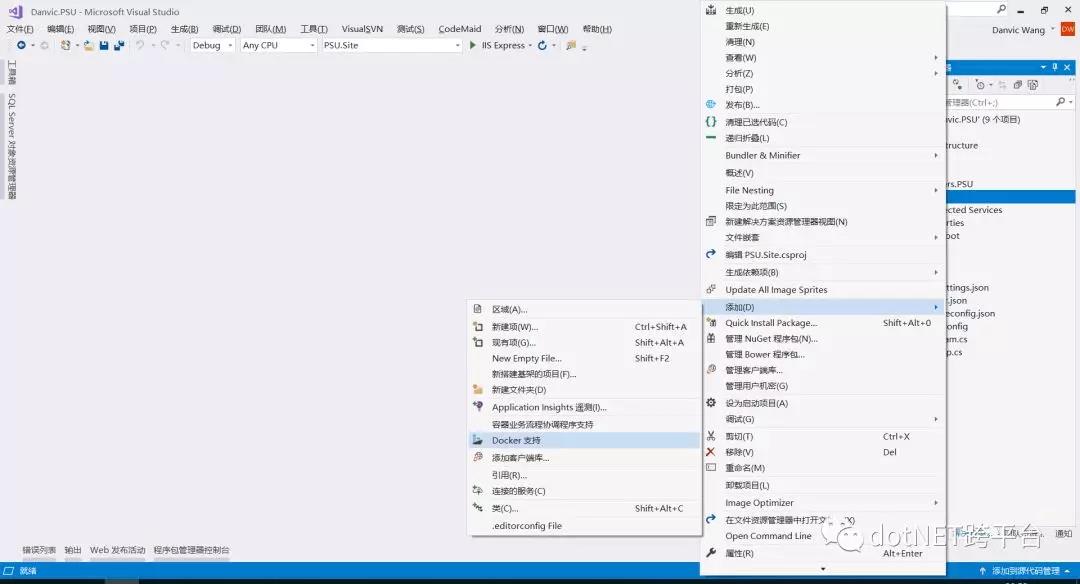 Danvic.PSU - Microsoft Visual Studio
文件(F) 编辑(E) 视图(V) 项目(P) 生成(B) 调试(D) 团队(M) 工具(T) VisualSVN 测试(S) CodeMaid 分析(N) 窗口(W) 帮助(H)
Danvic Wang DW
Debug Any CPU PSU.Site IIS Express
工具箱
SQL Server 对象资源管理器
生成(U)
重新生成(E)
清理(N)
查看(W)
分析(Z)
打包(P)
发布(B)...
清理已选代码(C)
递归折叠(L)
Bundler & Minifier
概述(V)
File Nesting
限定为此范围(S)
新建解决方案资源管理器视图(N)
文件嵌套
编辑 PSU.Site.csproj
生成依赖项(B)
Update All Image Sprites
添加(D)
Quick Install Package... Shift+Alt+0
管理 NuGet 程序包(N)...
管理 Bower 程序包...
管理客户端库...
管理用户机密(G)
设为启动项目(A)
调试(G)
剪切(T) Ctrl+X
移除(V) Del
重命名(M)
卸载项目(L)
Image Optimizer
在文件资源管理器中打开文
Open Command Line
属性(R) Alt+Enter
区域(A)...
新建项(W)... Ctrl+Shift+A
现有项(G)... Shift+Alt+A
New Empty File... Shift+F2
新搭建基架的项目(F)...
新建文件夹(D)
Application Insights 遥测(I)...
容器业务流程协调程序支持
Docker 支持
添加客户端库...
引用(R)...
连接的服务(C)
类(C)... Shift+Alt+C
.editorconfig File
管理器(Ctrl+;)
vic.PSU" (9 个项目)
tructure
rs.PSU
cted Services
rties
oot
ttings.json
r.json
econfig.json
onfig
am.cs
p.cs
dotNET跨平台
通知
错误列表 输出 Web 发布活动 程序包管理器控制台
就绪
添加到源代码管理